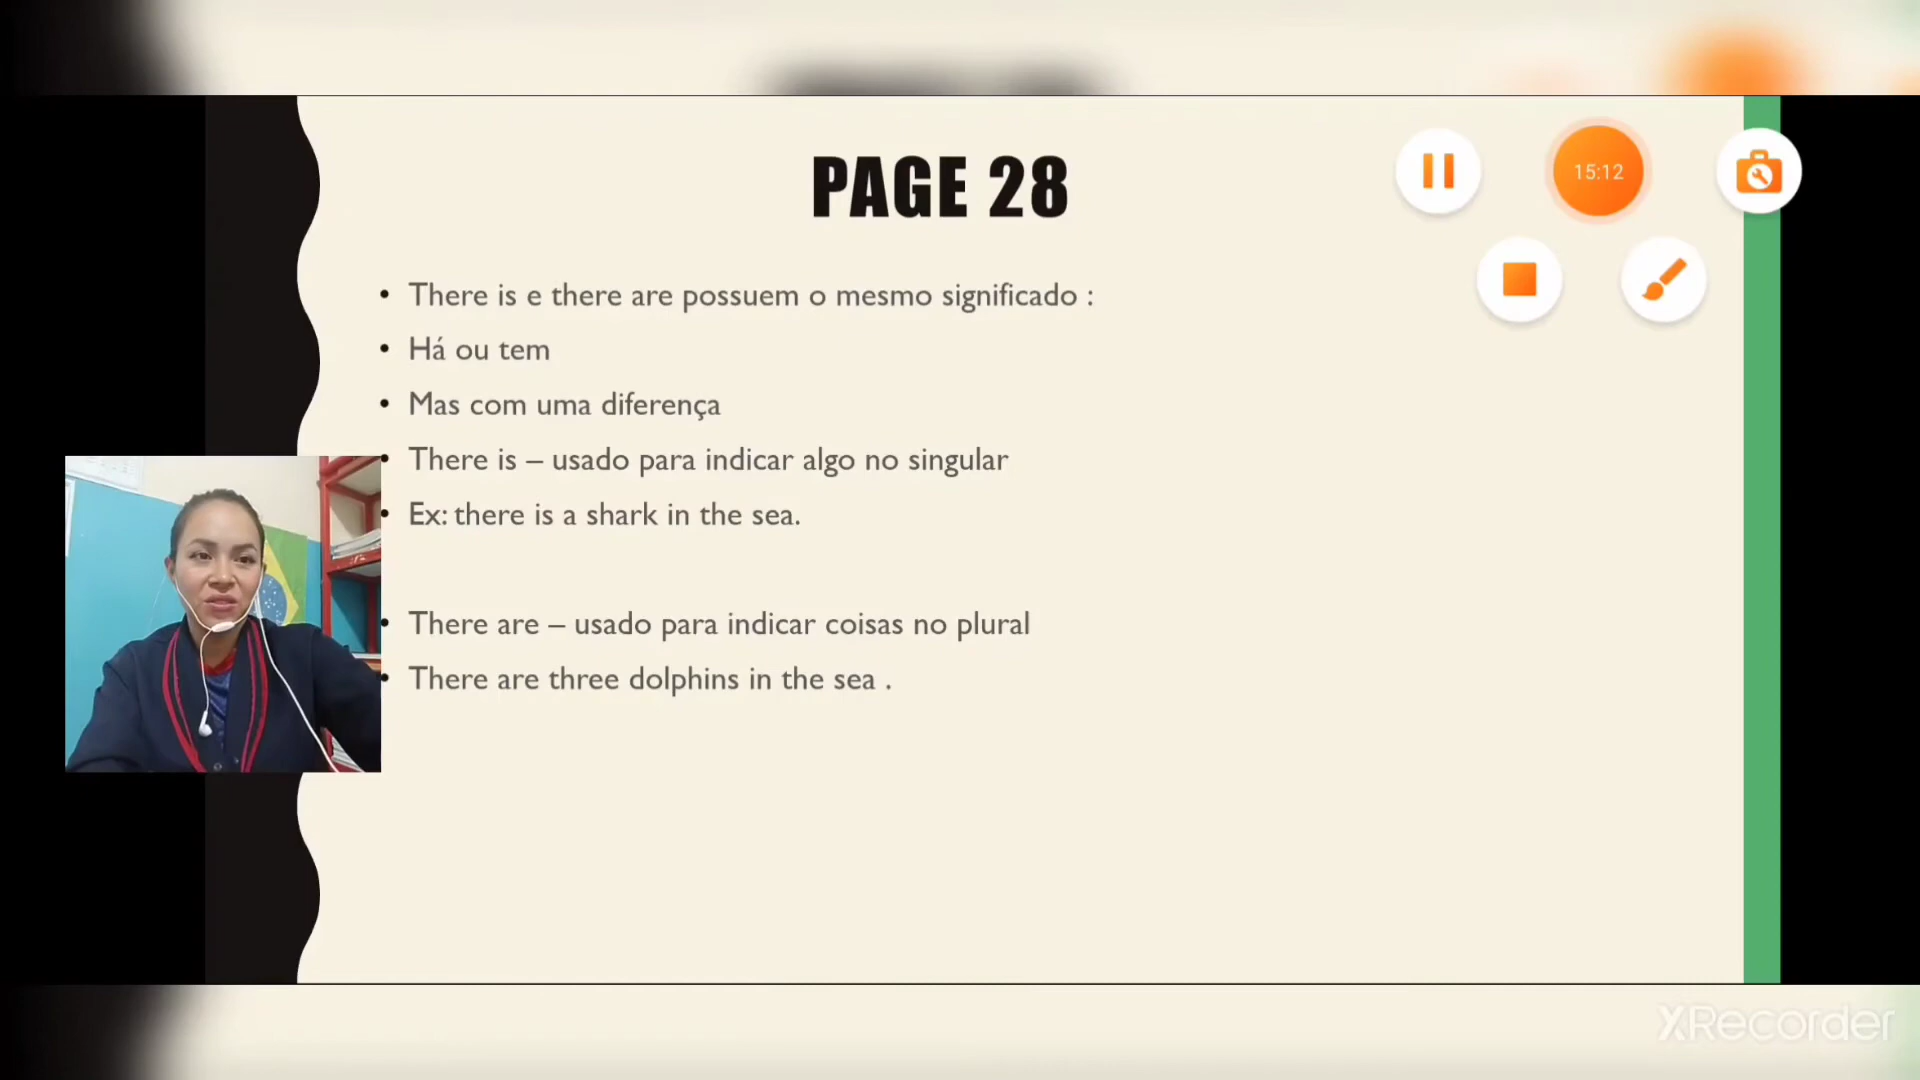 PAGE 28
15:12
There is e there are possuem o mesmo significado :
Há ou tem
Mas com uma diferença
There is – usado para indicar algo no singular
Ex: there is a shark in the sea.
There are – usado para indicar coisas no plural
There are three dolphins in the sea .
XRecorder